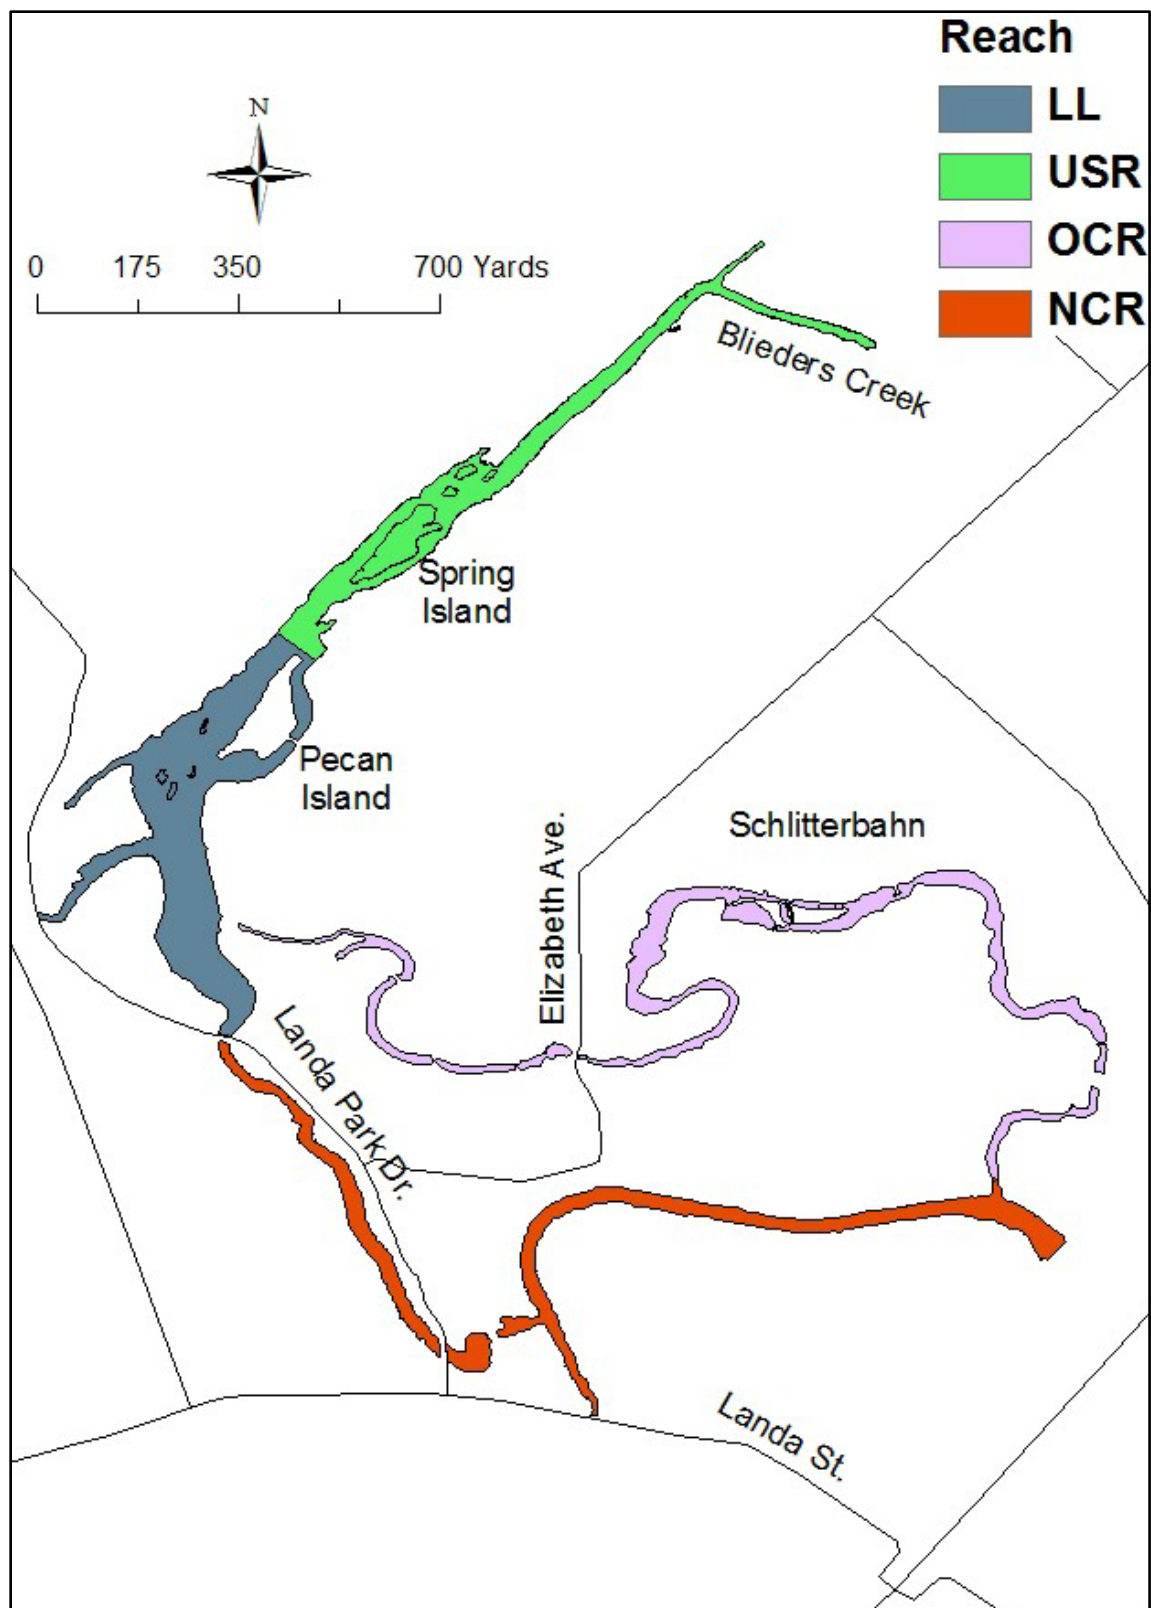 Reach
LL
USR
OCR
NCR
N
0 175 350 700 Yards
Blieders Creek
Spring
Island
Pecan
Island
Schlitterbahn
Elizabeth Ave.
Landa Park Dr.
Landa St.